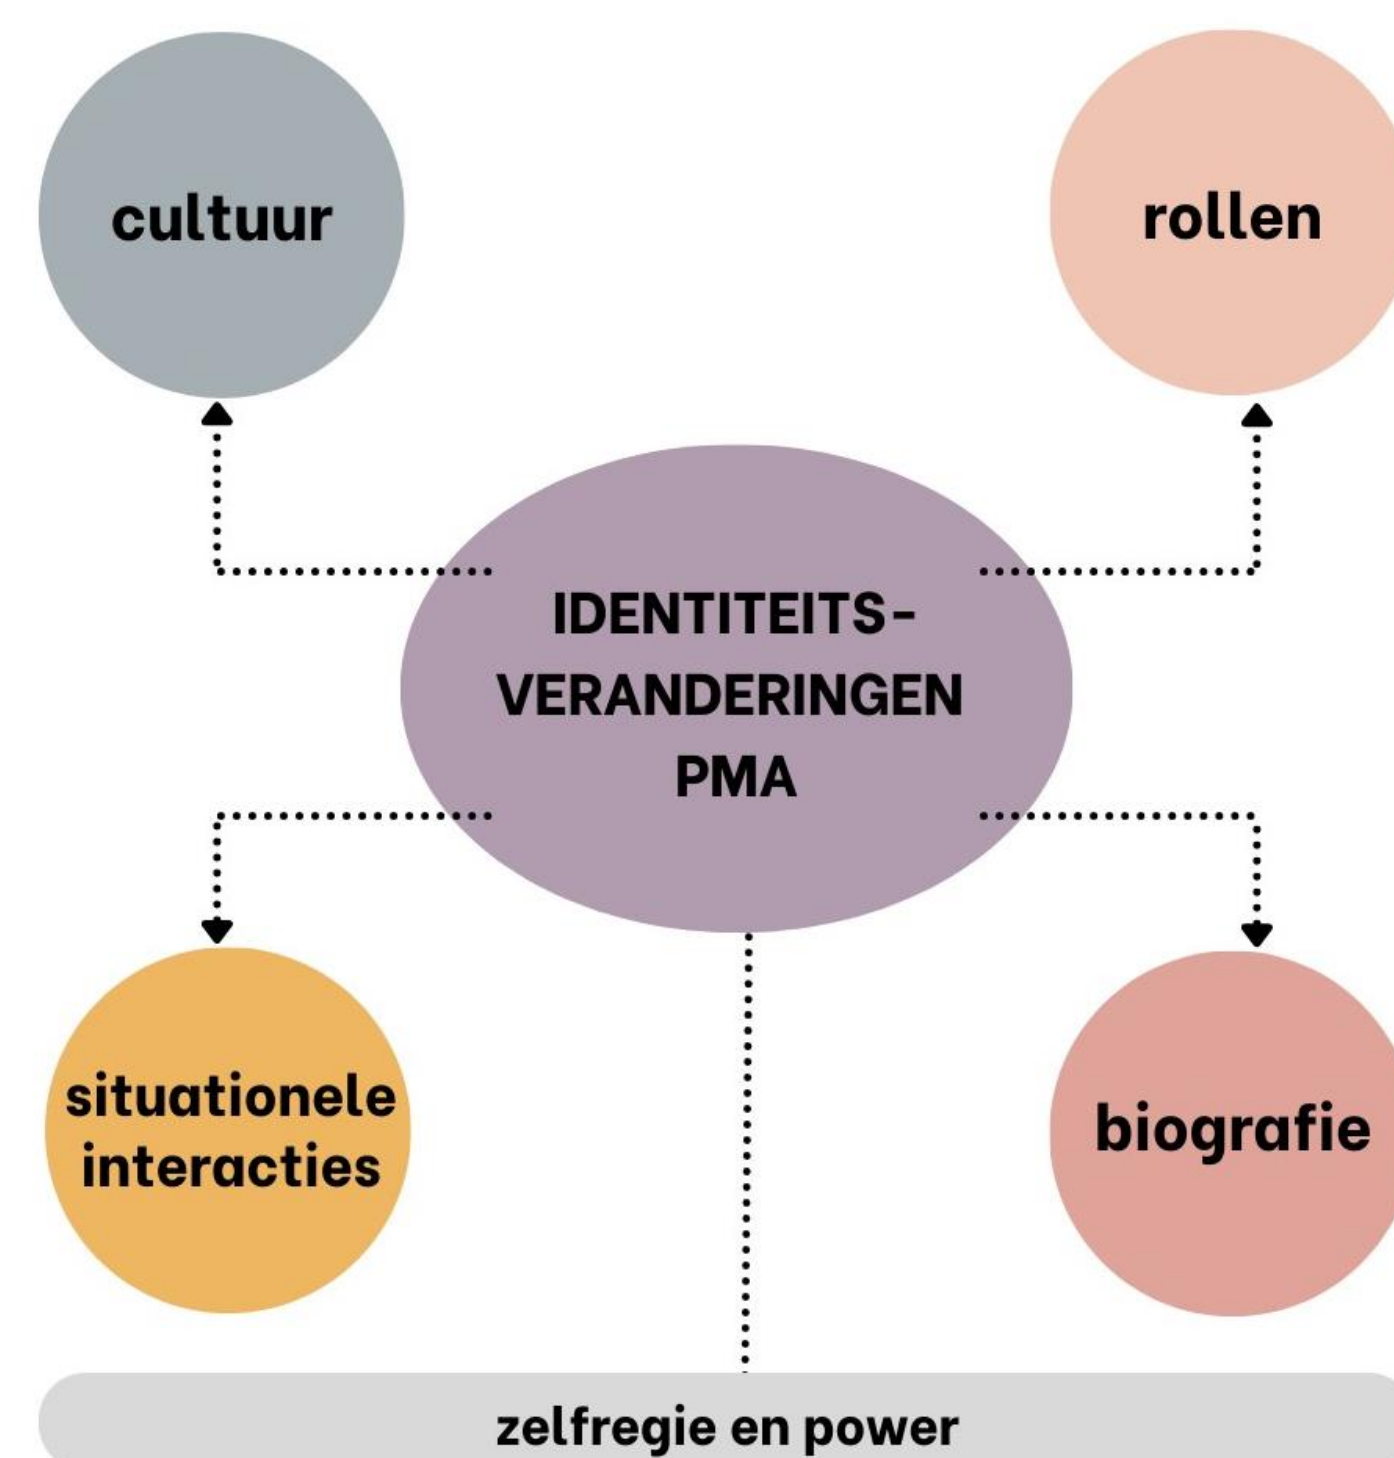 cultuur
rollen
IDENTITEITS-
VERANDERINGEN
PMA
situationele
interacties
biografie
zelfregie en power